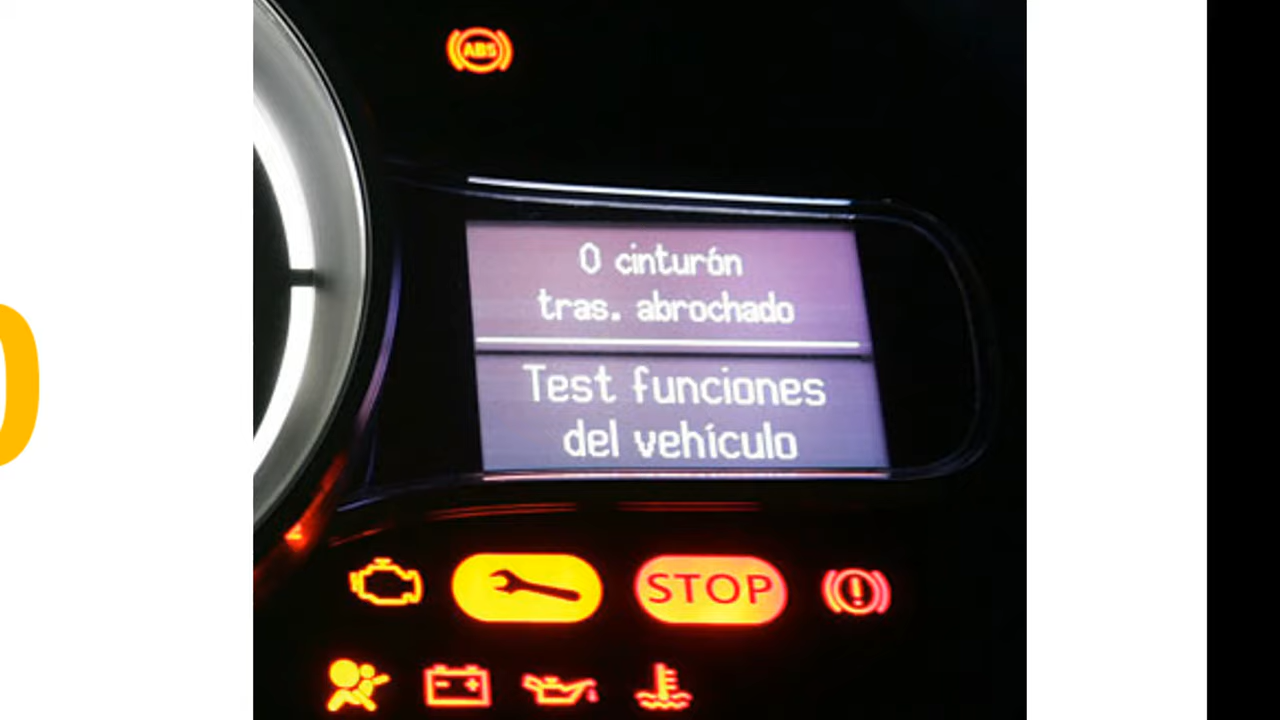 ABS
0 cinturón
tras. abrochado
Test funciones
del vehículo
STOP